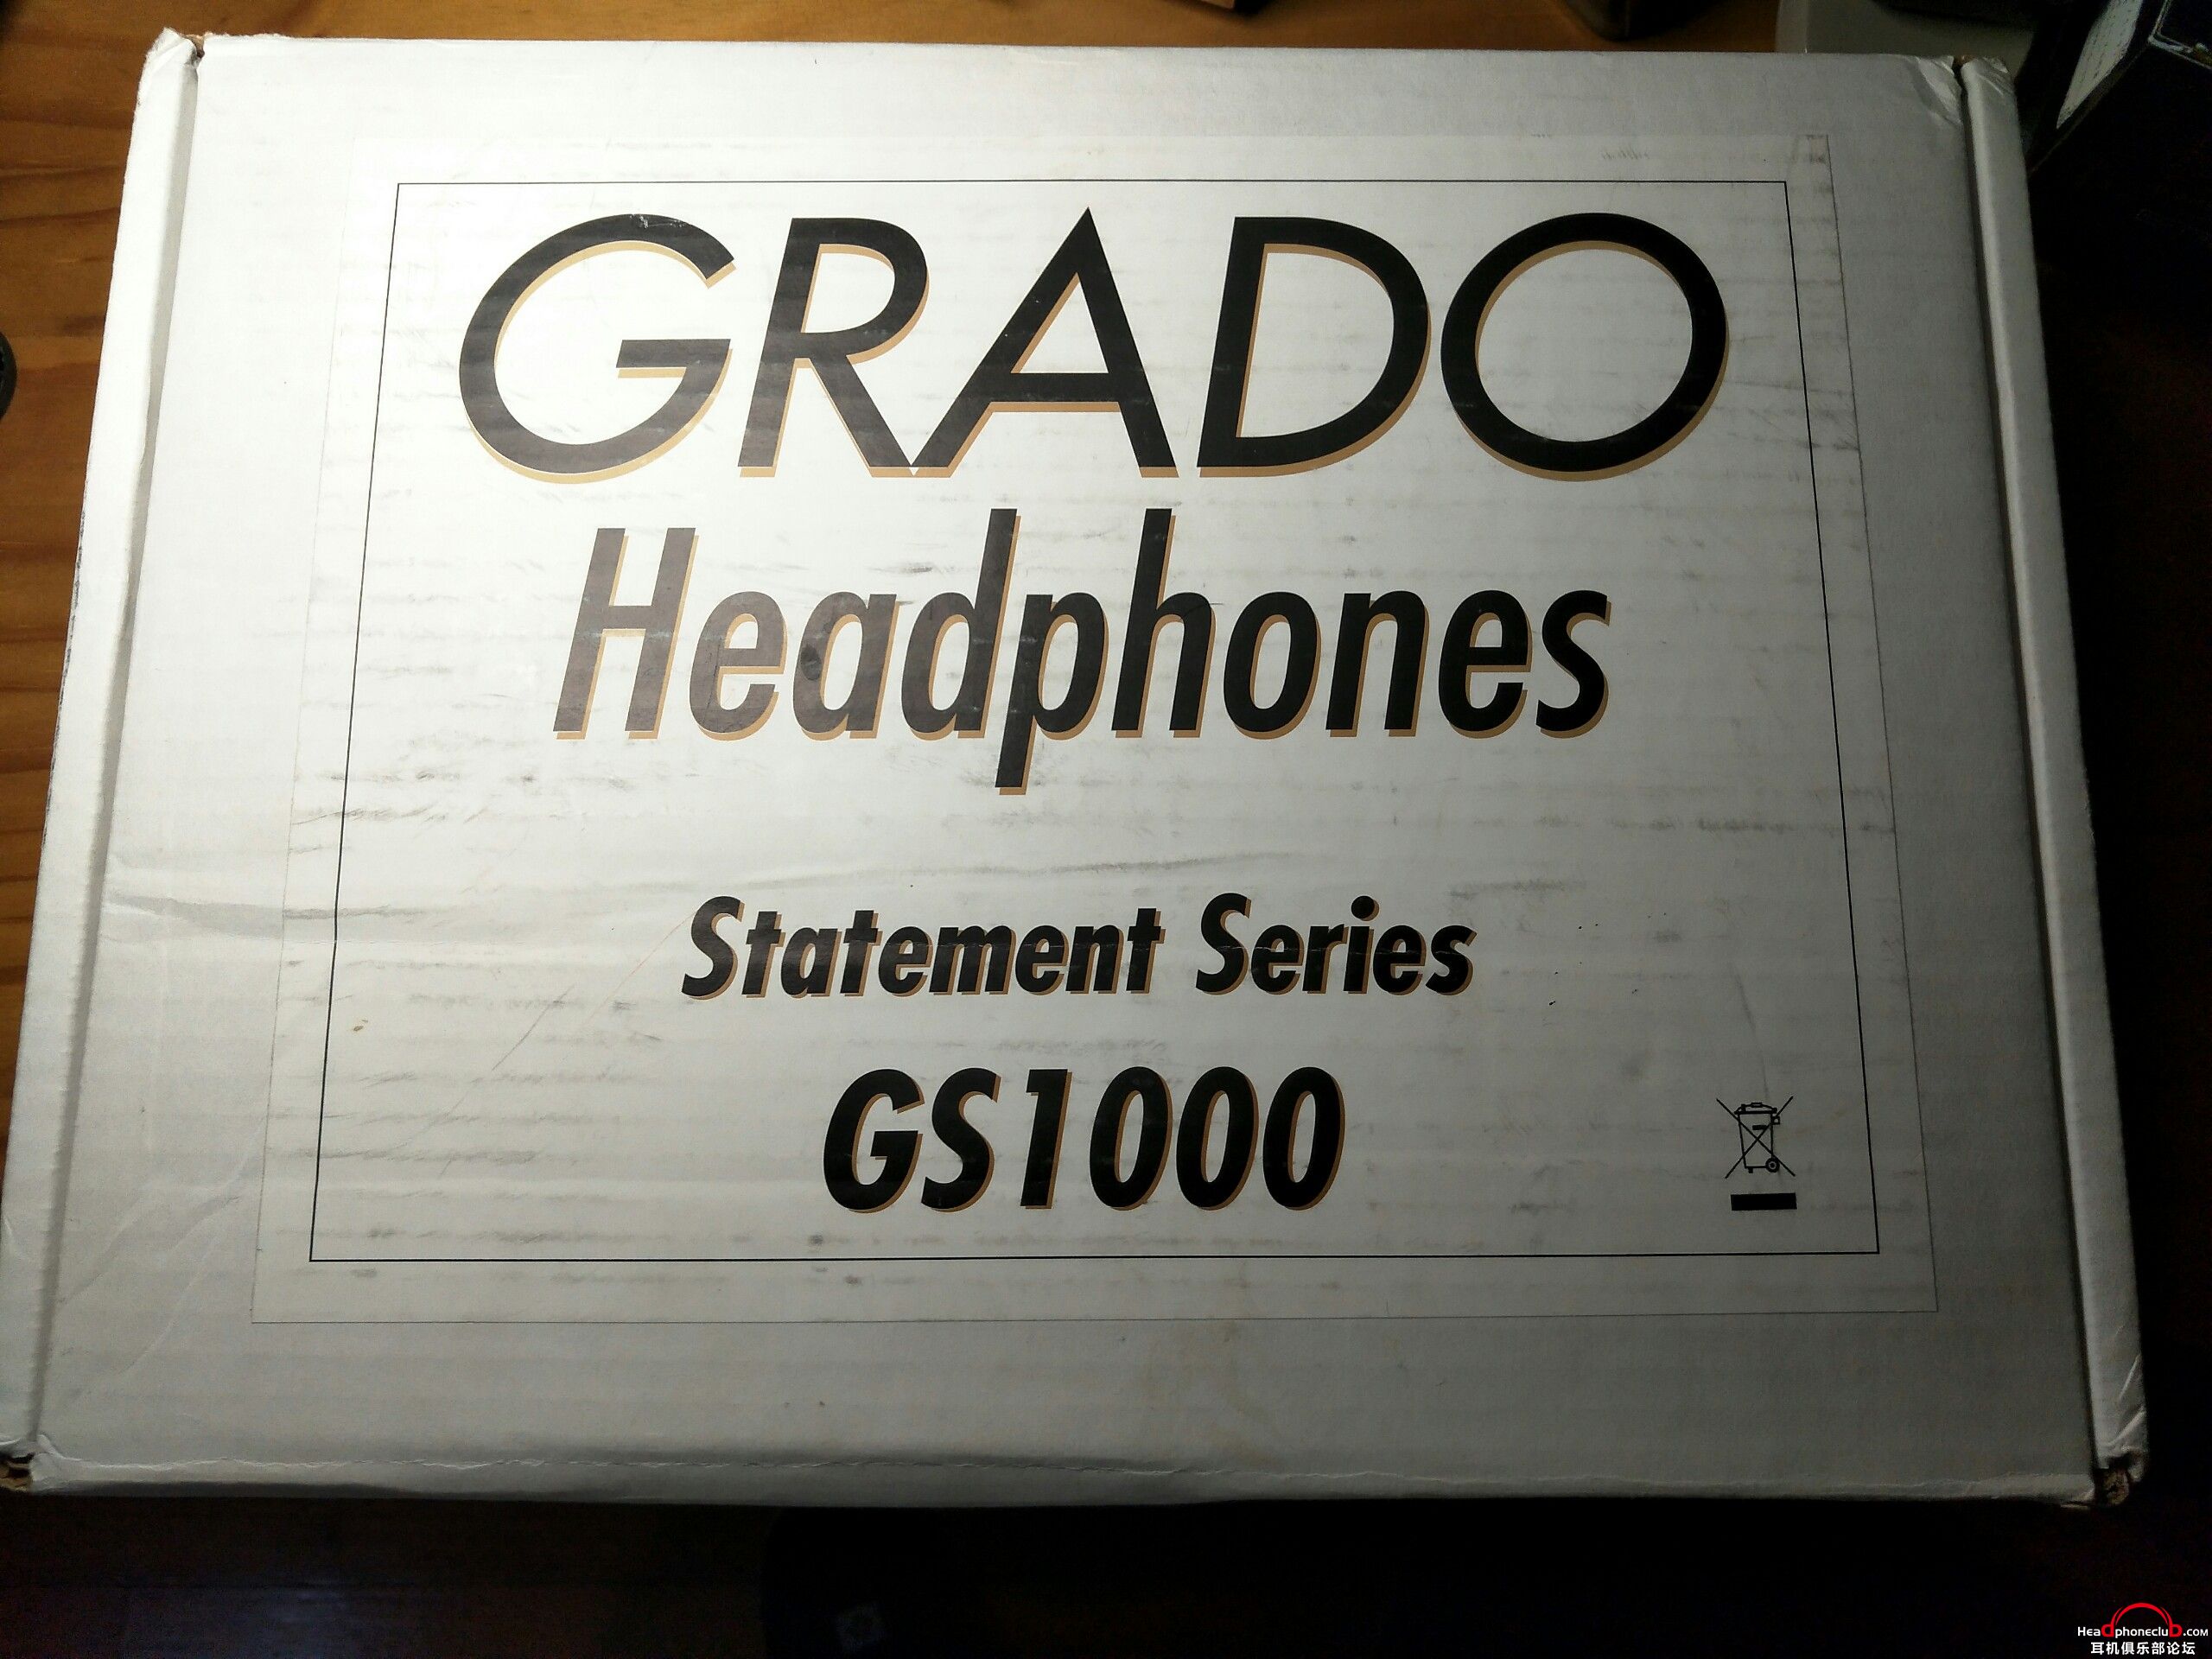 GRADO
Headphones
Statement Series
GS1000
Headphoneclub.com
耳机俱乐部论坛